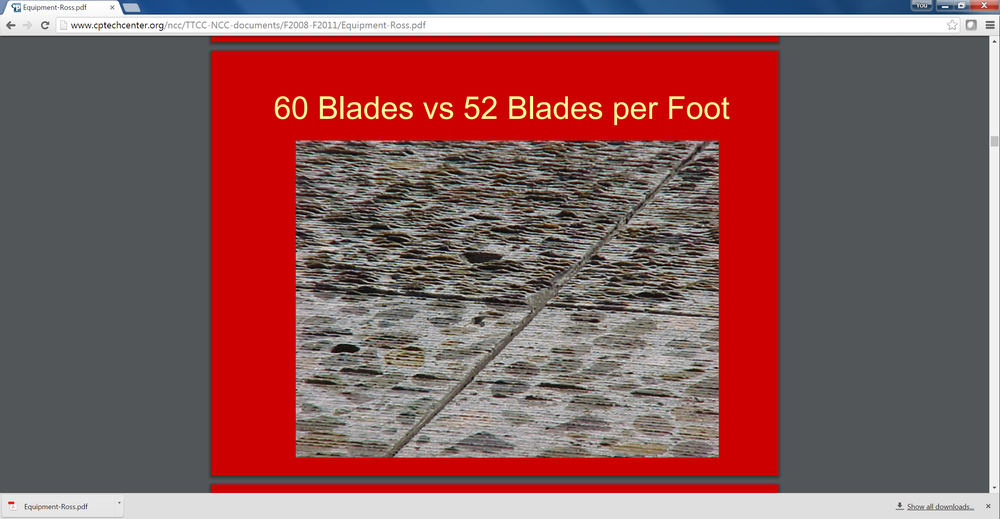 Equipment-Ross.pdf
You
www.cptechcenter.org/ncc/TTCC-NCC-documents/F2008-F2011/Equipment-Ross.pdf
60 Blades vs 52 Blades per Foot
Equipment-Ross.pdf
Show all downloads...